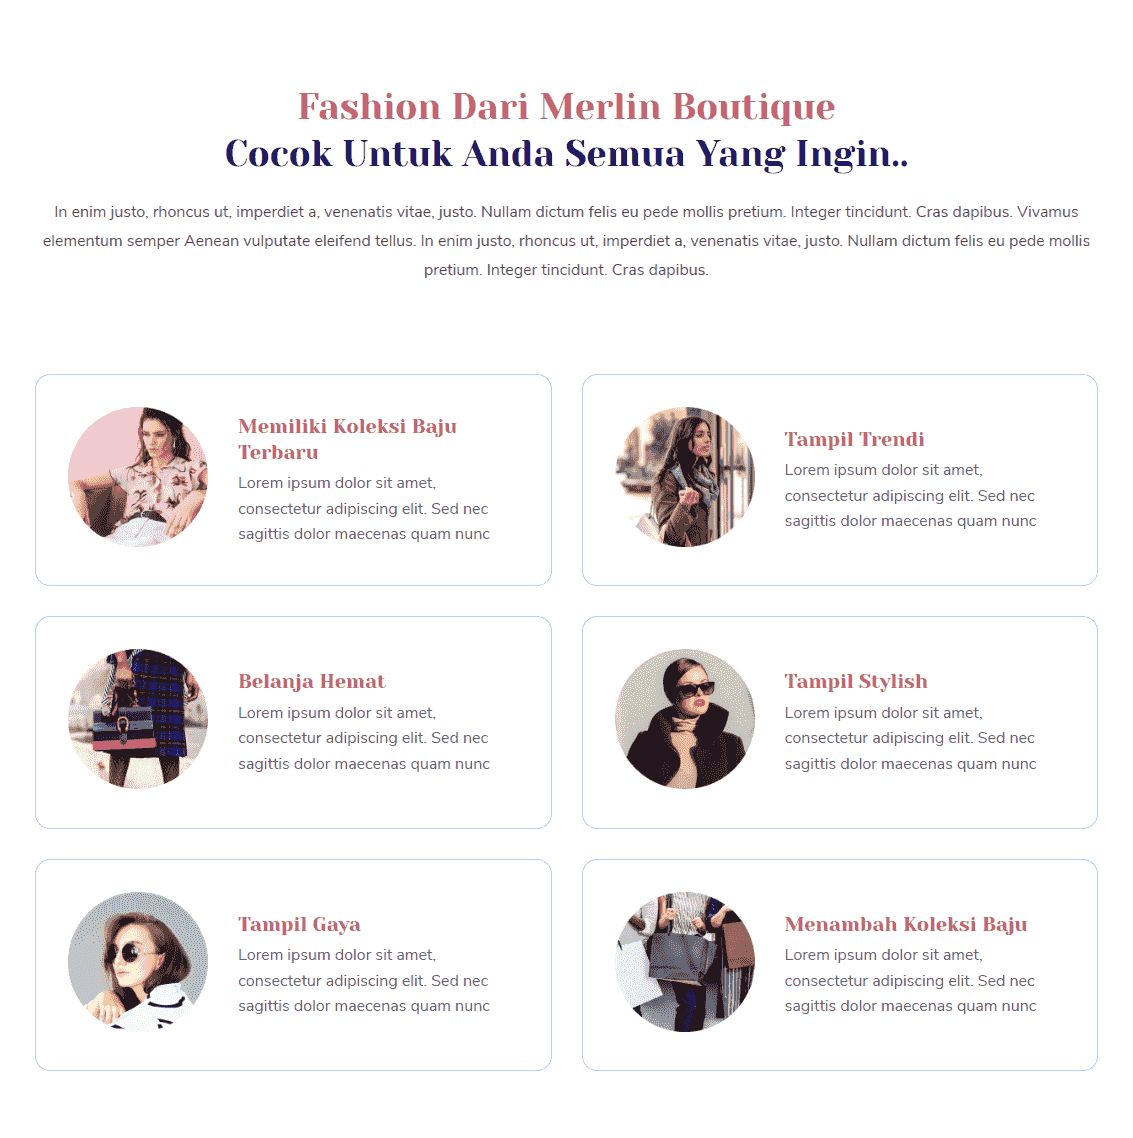 Fashion Dari Merlin Boutique
Cocok Untuk Anda Semua Yang Ingin..
In enim justo, rhoncus ut, imperdiet a, venenatis vitae, justo. Nullam dictum felis eu pede mollis pretium. Integer tincidunt. Cras dapibus. Vivamus
elementum semper Aenean vulputate eleifend tellus. In enim justo, rhoncus ut, imperdiet a, venenatis vitae, justo. Nullam dictum felis eu pede mollis
pretium. Integer tincidunt. Cras dapibus.
Memiliki Koleksi Baju
Terbaru
Lorem ipsum dolor sit amet,
consectetur adipiscing elit. Sed nec
sagittis dolor maecenas quam nunc
Tampil Trendi
Lorem ipsum dolor sit amet,
consectetur adipiscing elit. Sed nec
sagittis dolor maecenas quam nunc
Belanja Hemat
Lorem ipsum dolor sit amet,
consectetur adipiscing elit. Sed nec
sagittis dolor maecenas quam nunc
Tampil Stylish
Lorem ipsum dolor sit amet,
consectetur adipiscing elit. Sed nec
sagittis dolor maecenas quam nunc
Tampil Gaya
Lorem ipsum dolor sit amet,
consectetur adipiscing elit. Sed nec
sagittis dolor maecenas quam nunc
Menambah Koleksi Baju
Lorem ipsum dolor sit amet,
consectetur adipiscing elit. Sed nec
sagittis dolor maecenas quam nunc